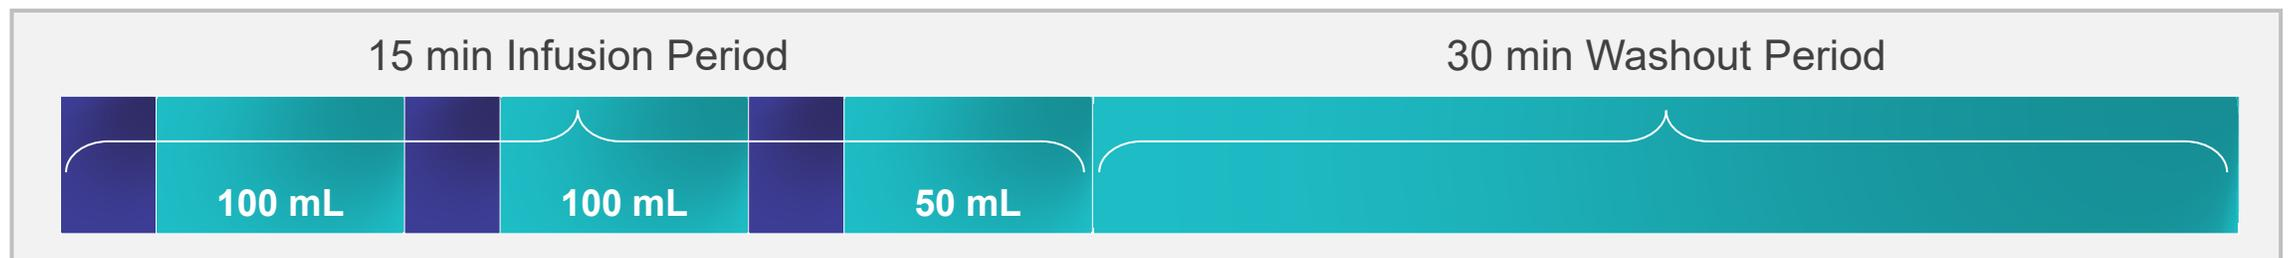 15 min Infusion Period
30 min Washout Period
100 mL
100 mL
50 mL